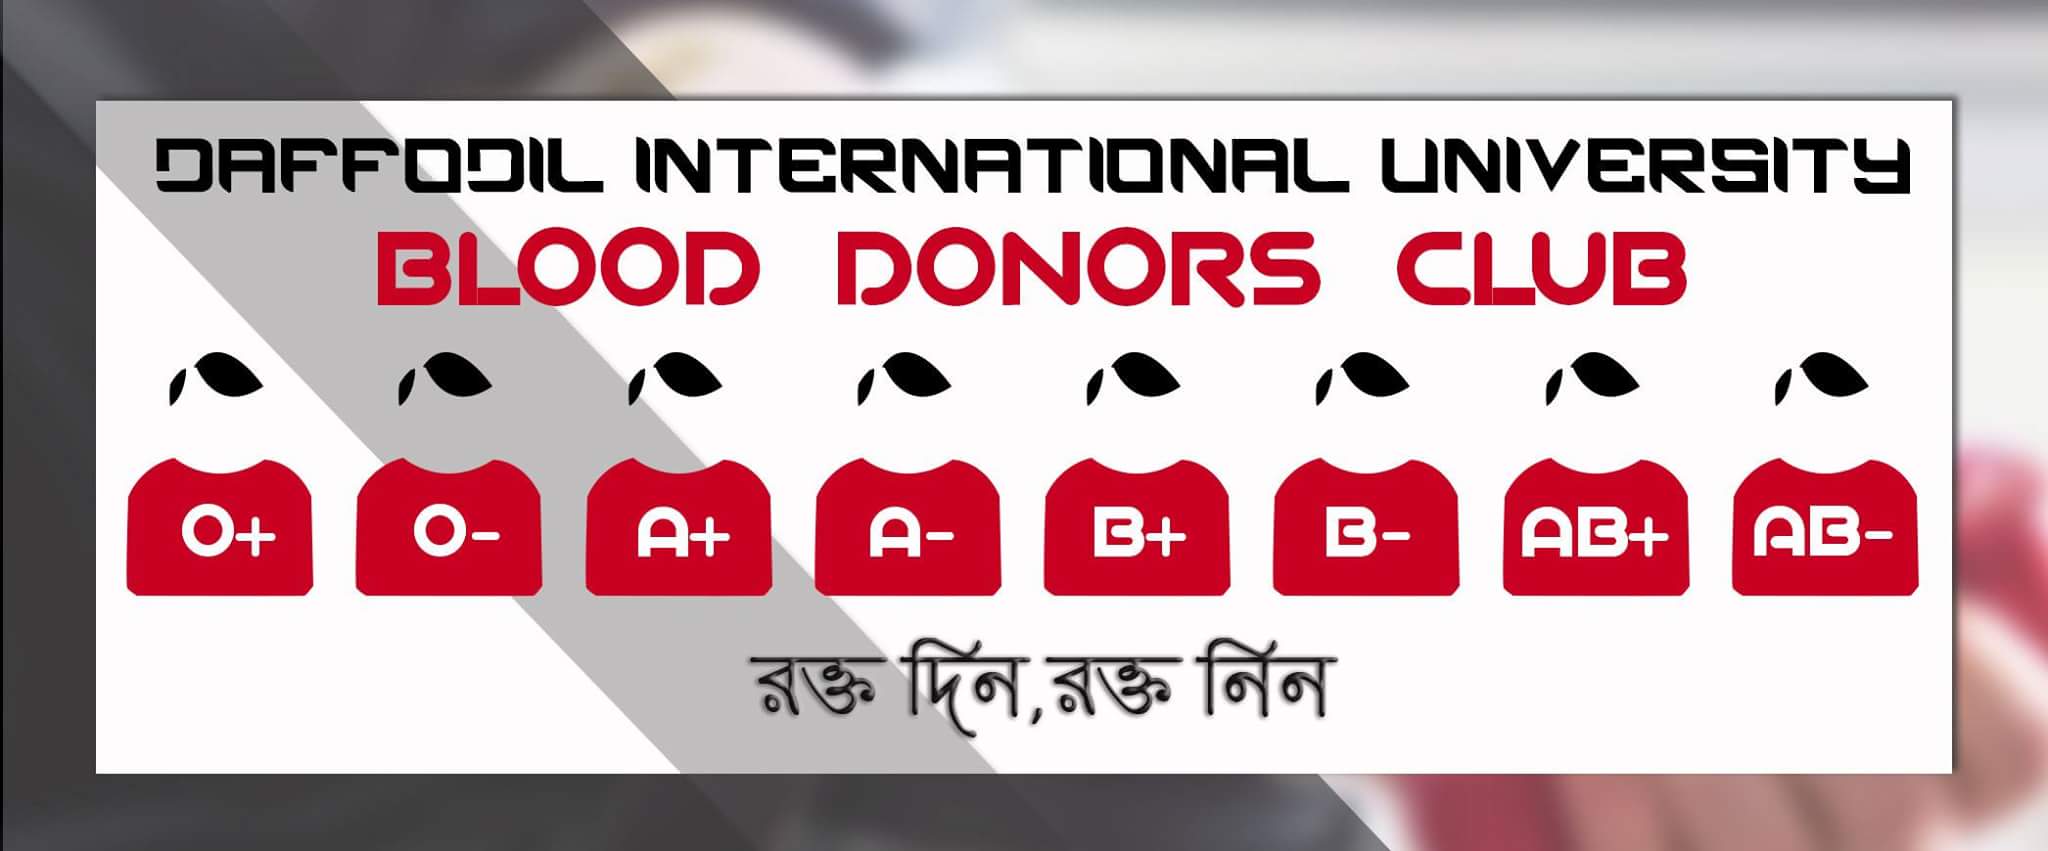 DAFFODIL INTERNATIONAL UNIVERSITY
BLOOD DONORS CLUB
O+ O- A+ A- B+ B- AB+ AB-
রক্ত দিন,রক্ত নিন